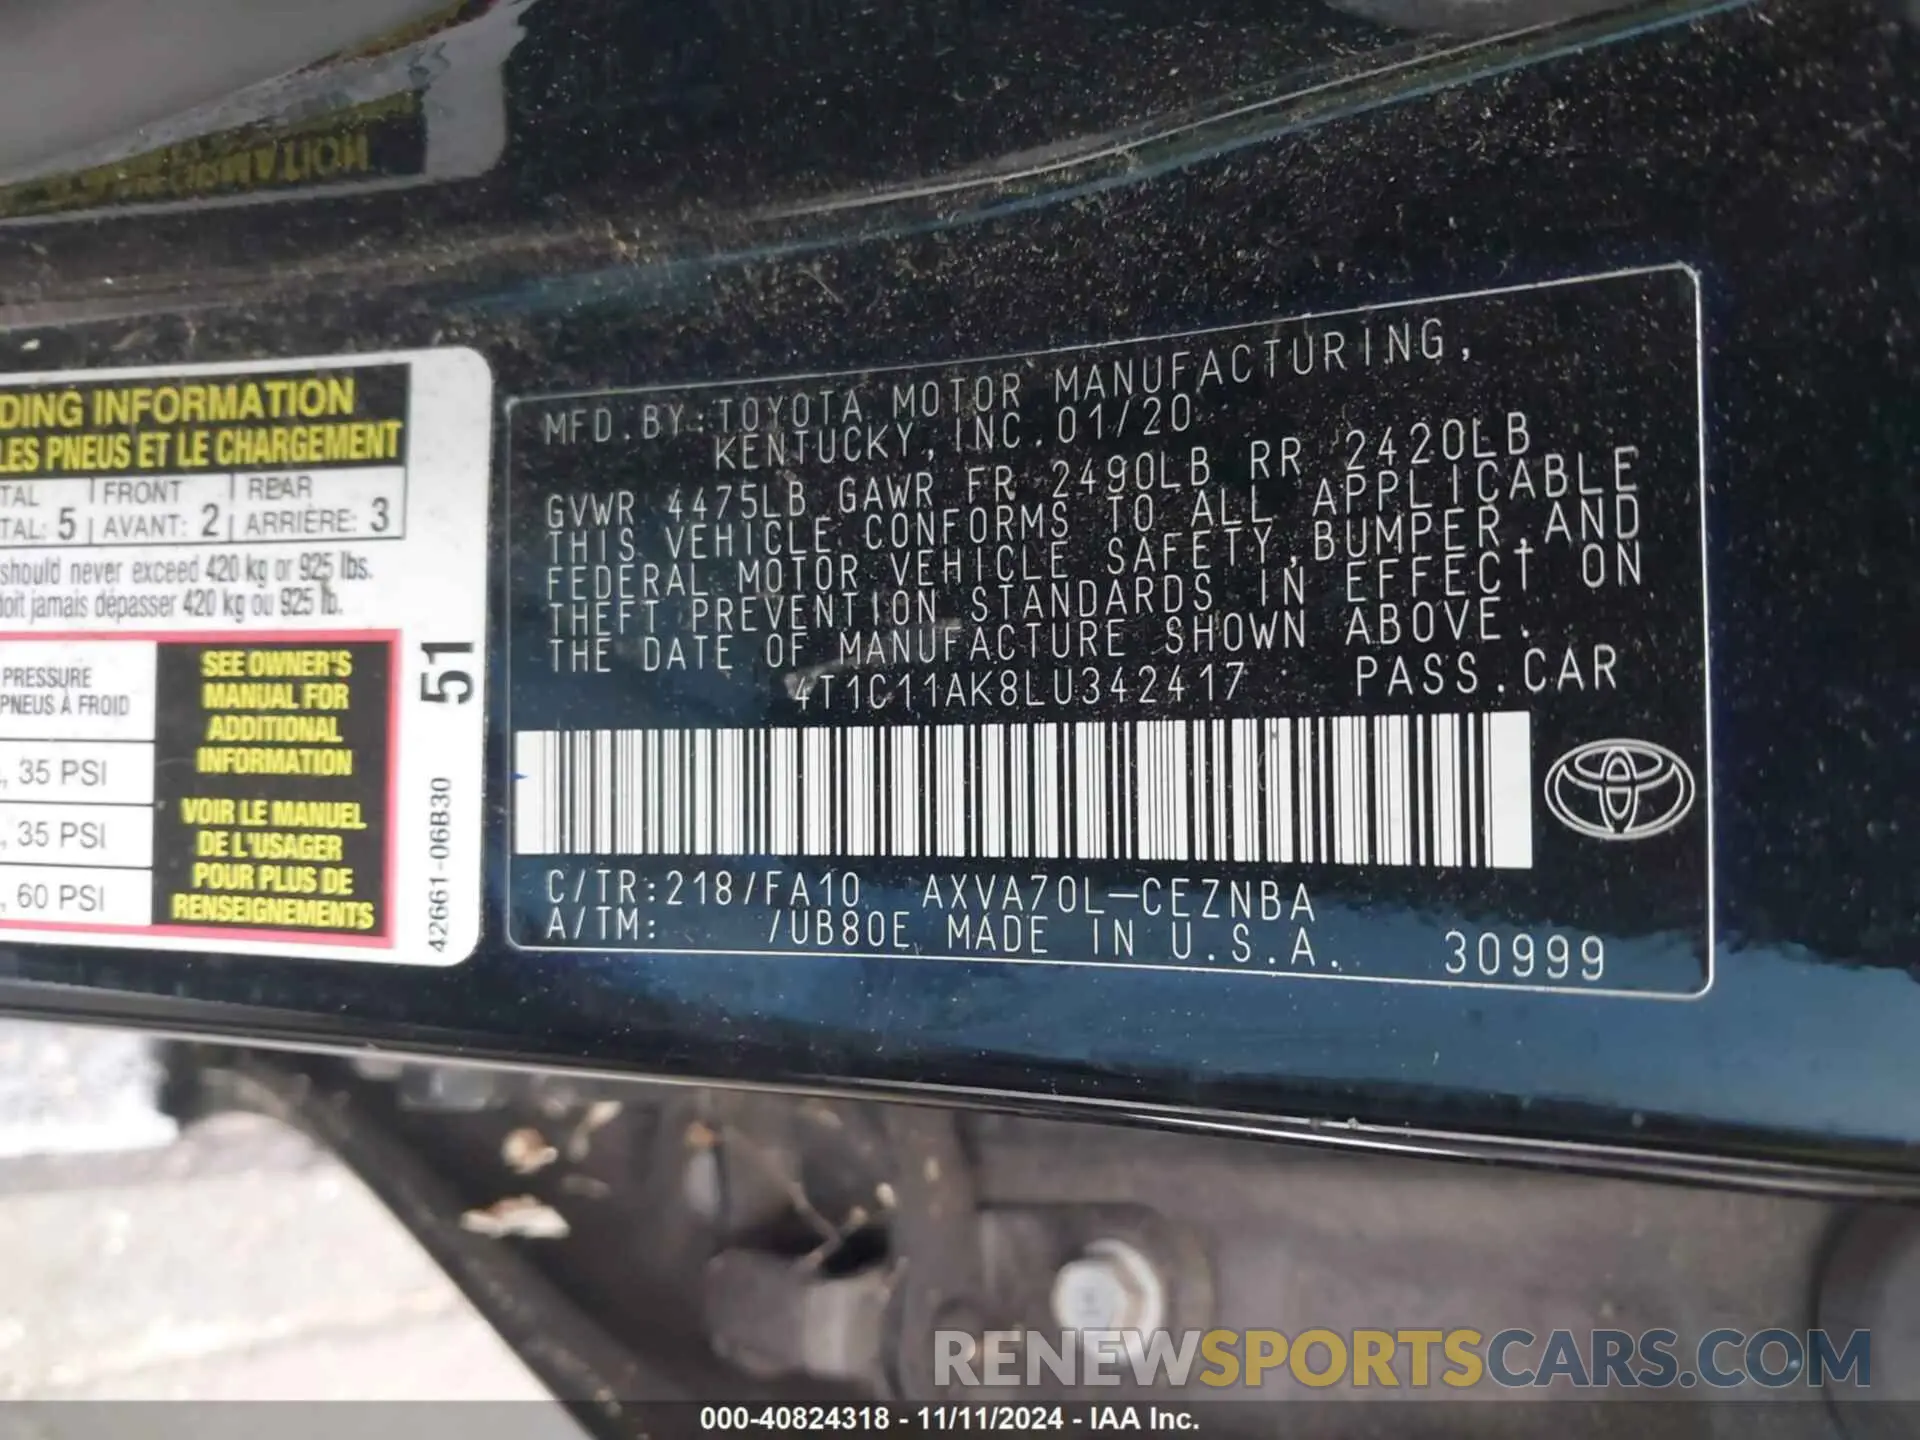 DING INFORMATION
LES PNEUS ET LE CHARGEMENT
TAL FRONT REAR
TAL: 5 AVANT: 2 ARRIÈRE: 3
should never exceed 420 kg or 925 lbs.
doit jamais dépasser 420 kg ou 925 lb.
PRESSURE
PNEUS À FROID
, 35 PSI
, 35 PSI
, 60 PSI
SEE OWNER'S
MANUAL FOR
ADDITIONAL
INFORMATION
VOIR LE MANUEL
DE L'USAGER
POUR PLUS DE
RENSEIGNEMENTS
51
42661-06B30
MFD. BY: TOYOTA MOTOR MANUFACTURING,
KENTUCKY, INC. 01/20
GVWR 4475LB GAWR FR 2490LB RR 2420LB
THIS VEHICLE CONFORMS TO ALL APPLICABLE
FEDERAL MOTOR VEHICLE SAFETY, BUMPER, AND
THEFT PREVENTION STANDARDS IN EFFECT ON
THE DATE OF MANUFACTURE SHOWN ABOVE.
4T1C11AK8LU342417 PASS. CAR
C/TR: 218/FA10 AXVA70L-CEZNBA
A/TM: /UB80E MADE IN U.S.A. 30999
RENEWSPORTSCARS.COM
000-40824318 - 11/11/2024 - IAA Inc.